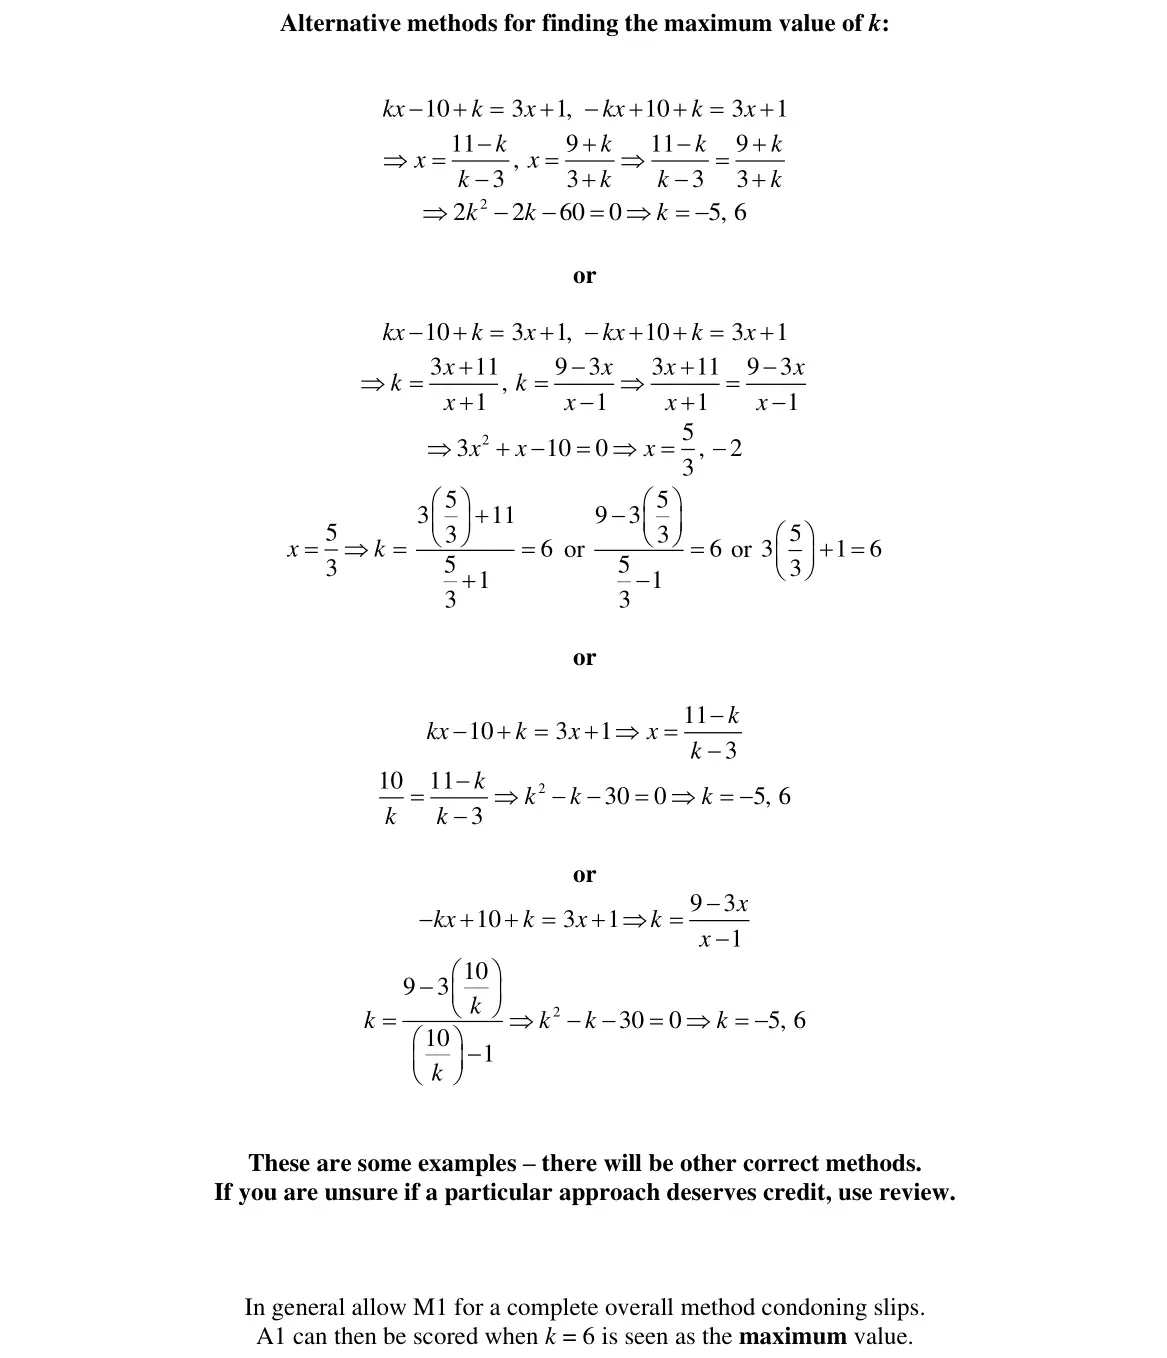 Alternative methods for finding the maximum value of k:
kx − 10 + k = 3x + 1, − kx + 10 + k = 3x + 1
⇒ x = (11 − k)/(k − 3), x = (9 + k)/(3 + k) ⇒ (11 − k)/(k − 3) = (9 + k)/(3 + k)
⇒ 2k² − 2k − 60 = 0 ⇒ k = −5, 6
or
kx − 10 + k = 3x + 1, − kx + 10 + k = 3x + 1
⇒ k = (3x + 11)/(x + 1), k = (9 − 3x)/(x − 1) ⇒ (3x + 11)/(x + 1) = (9 − 3x)/(x − 1)
⇒ 3x² + x − 10 = 0 ⇒ x = 5/3, − 2
x = 5/3 ⇒ k = (3(5/3) + 11)/(5/3 + 1) = 6 or (9 − 3(5/3))/(5/3 − 1) = 6 or 3(5/3) + 1 = 6
or
kx − 10 + k = 3x + 1 ⇒ x = (11 − k)/(k − 3)
10/k = (11 − k)/(k − 3) ⇒ k² − k − 30 = 0 ⇒ k = −5, 6
or
−kx + 10 + k = 3x + 1 ⇒ k = (9 − 3x)/(x − 1)
k = (9 − 3(10/k))/((10/k) − 1) ⇒ k² − k − 30 = 0 ⇒ k = −5, 6
These are some examples – there will be other correct methods.
If you are unsure if a particular approach deserves credit, use review.
In general allow M1 for a complete overall method condoning slips.
A1 can then be scored when k = 6 is seen as the maximum value.